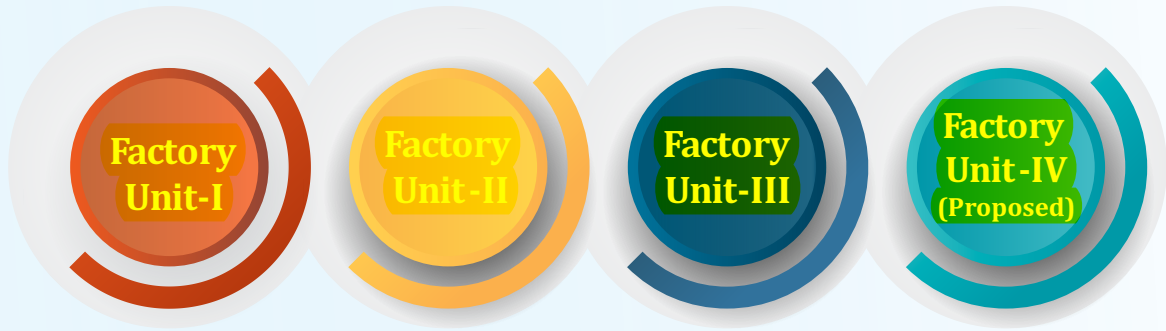 Factory
Unit-I
Factory
Unit-II
Factory
Unit-III
Factory
Unit-IV
(Proposed)